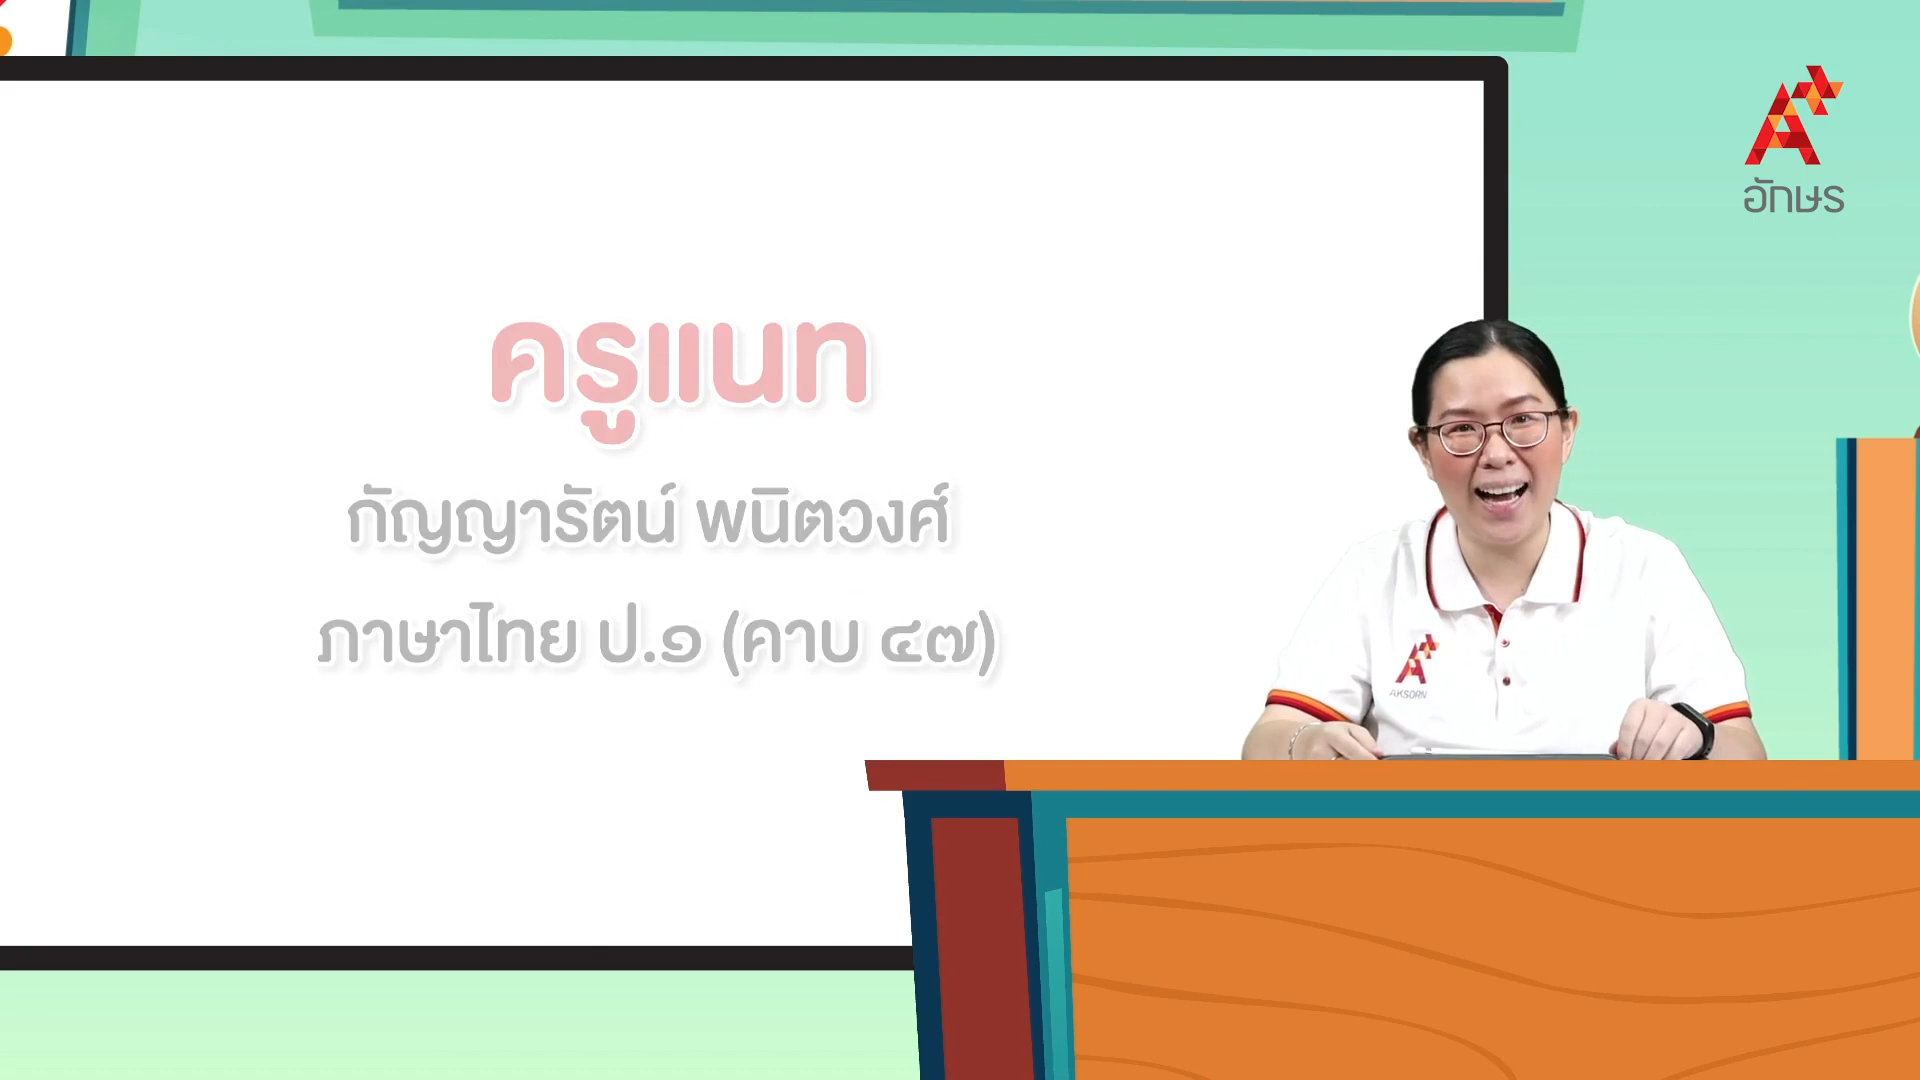 อักษร
ครูแนท
กัญญารัตน์ พนิตวงศ์
ภาษาไทย ป.๑ (คาบ ๔๗)
AKSORN